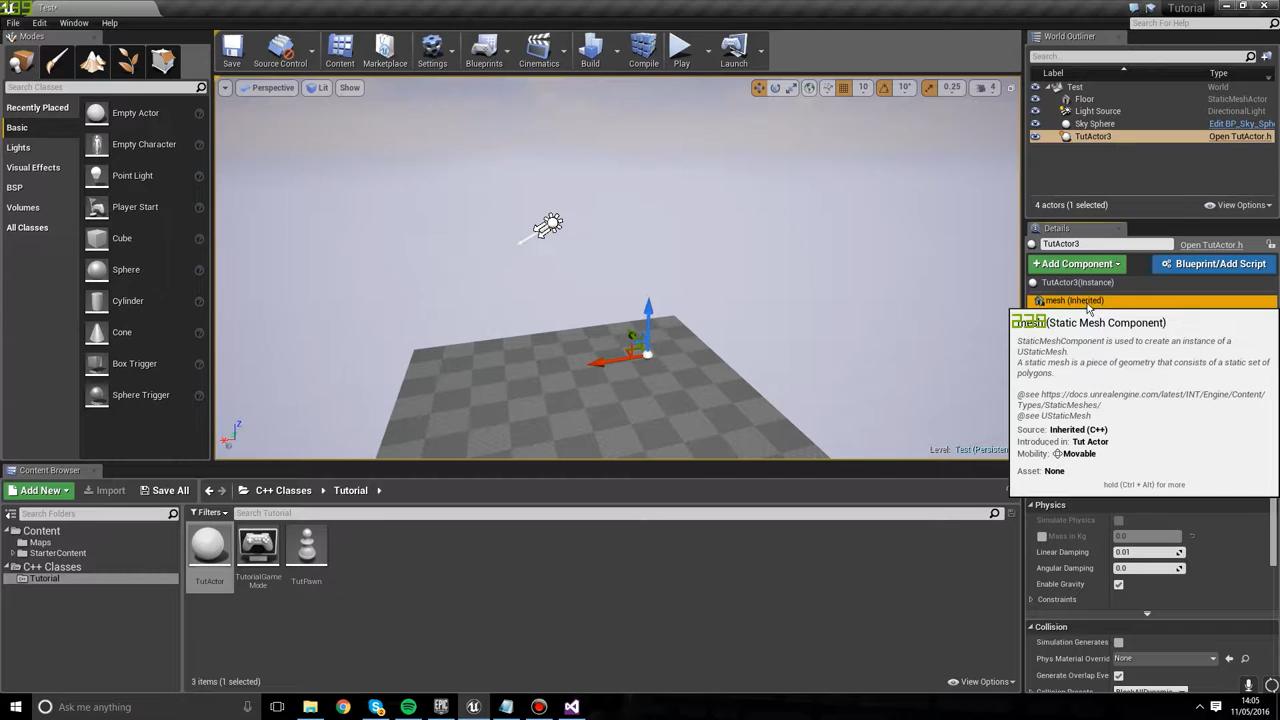 Test*
Tutorial
File Edit Window Help
Search For Help
Modes
Search Classes
Recently Placed
Basic
Lights
Visual Effects
BSP
Volumes
All Classes
Empty Actor
Empty Character
Point Light
Player Start
Cube
Sphere
Cylinder
Cone
Box Trigger
Sphere Trigger
Save Source Control Content Marketplace Settings Blueprints Cinematics Build Compile Play Launch
Perspective Lit Show
10 10° 0.25 4
Z
Level: Test (Persisten
World Outliner
Search...
Label Type
Test World
Floor StaticMeshActor
Light Source DirectionalLight
Sky Sphere Edit BP_Sky_Sph
TutActor3 Open TutActor.h
4 actors (1 selected) View Options
Details
TutActor3 Open TutActor.h
+Add Component Blueprint/Add Script
TutActor3(Instance)
mesh (Inherited)
mesh (Static Mesh Component)
StaticMeshComponent is used to create an instance of a
UStaticMesh.
A static mesh is a piece of geometry that consists of a static set of
polygons.
@see https://docs.unrealengine.com/latest/INT/Engine/Content/
Types/StaticMeshes/
@see UStaticMesh
Source: Inherited (C++)
Introduced in: Tut Actor
Mobility: Movable
Asset: None
hold (Ctrl + Alt) for more
Physics
Simulate Physics
Mass in Kg 0.0
Linear Damping 0.01
Angular Damping 0.0
Enable Gravity
Constraints
Collision
Simulation Generates
Phys Material Overrid None
Generate Overlap Eve
Content Browser
Add New Import Save All C++ Classes Tutorial
Search Folders
Content
Maps
StarterContent
C++ Classes
Tutorial
Filters Search Tutorial
TutActor
TutorialGame
Mode
TutPawn
3 items (1 selected) View Options
Ask me anything
14:05
11/05/2016